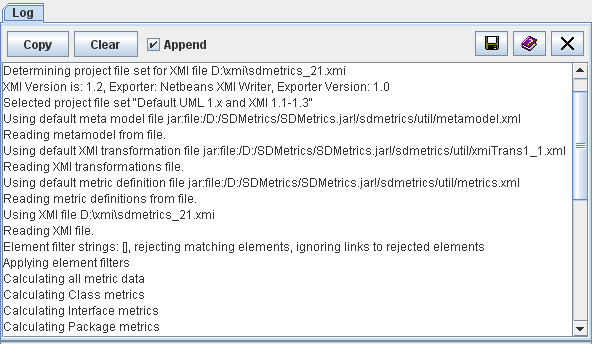 Log
Copy Clear Append
Determining project file set for XMI file D:\xmi\sdmetrics_21.xmi
XMI Version is: 1.2, Exporter: Netbeans XMI Writer, Exporter Version: 1.0
Selected project file set "Default UML 1.x and XMI 1.1-1.3"
Using default meta model file jar:file:/D:/SDMetrics/SDMetrics.jar!/sdmetrics/util/metamodel.xml
Reading metamodel from file.
Using default XMI transformation file jar:file:/D:/SDMetrics/SDMetrics.jar!/sdmetrics/util/xmiTrans1_1.xml
Reading XMI transformations file.
Using default metric definition file jar:file:/D:/SDMetrics/SDMetrics.jar!/sdmetrics/util/metrics.xml
Reading metric definitions from file.
Using XMI file D:\xmi\sdmetrics_21.xmi
Reading XMI file.
Element filter strings: [], rejecting matching elements, ignoring links to rejected elements
Applying element filters
Calculating all metric data
Calculating Class metrics
Calculating Interface metrics
Calculating Package metrics